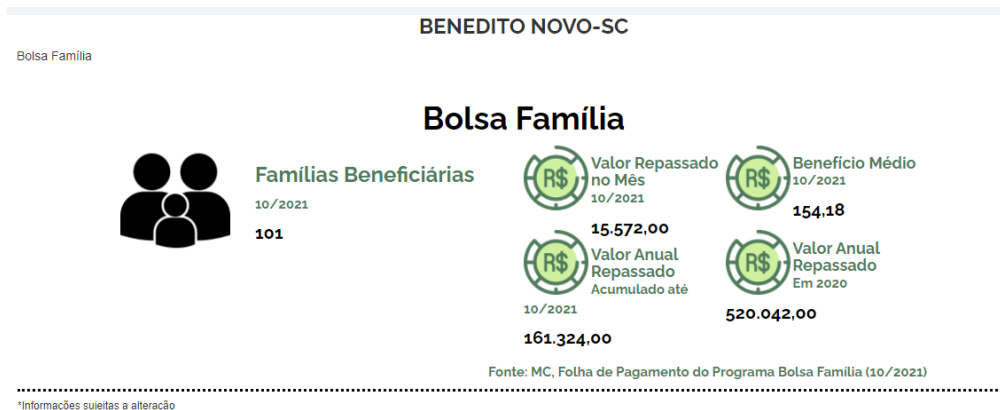 BENEDITO NOVO-SC
Bolsa Família
Bolsa Família
Famílias Beneficiárias
10/2021
101
R$
Valor Repassado
no Mês
10/2021
15.572,00
R$
Benefício Médio
10/2021
154,18
R$
Valor Anual
Repassado
Acumulado até
10/2021
161.324,00
R$
Valor Anual
Repassado
Em 2020
520.042,00
Fonte: MC, Folha de Pagamento do Programa Bolsa Família (10/2021)
*Informações sujeitas a alteração